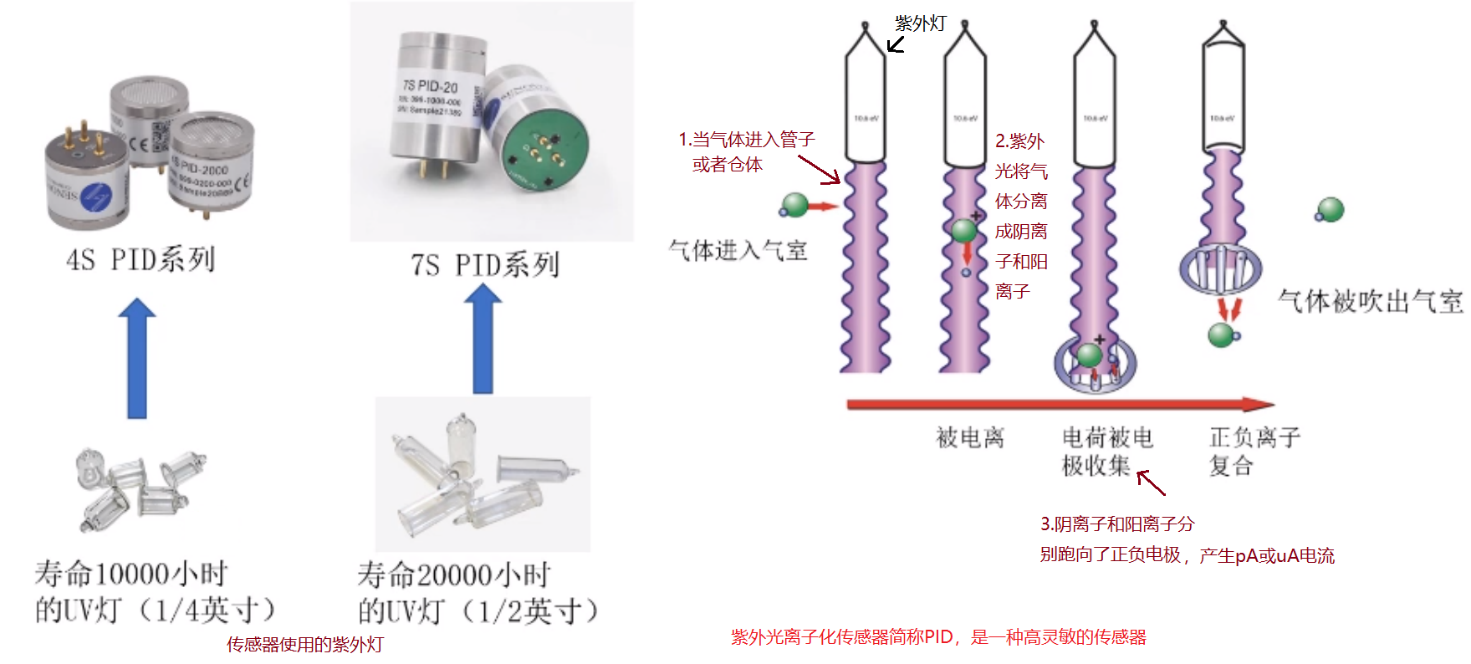 7S PID-20
4S PID-2000
4S PID系列
7S PID系列
寿命10000小时
的UV灯（1/4英寸）
寿命20000小时
的UV灯（1/2英寸）
传感器使用的紫外灯
紫外灯
10.6 eV
10.6 eV
10.6 eV
10.6 eV
1.当气体进入管子
或者仓体
气体进入气室
2.紫外
光将气
体分离
成阴离
子和阳
离子
气体被吹出气室
被电离
电荷被电
极收集
正负离子
复合
3.阴离子和阳离子分
别跑向了正负电极，产生pA或uA电流
紫外光离子化传感器简称PID，是一种高灵敏的传感器